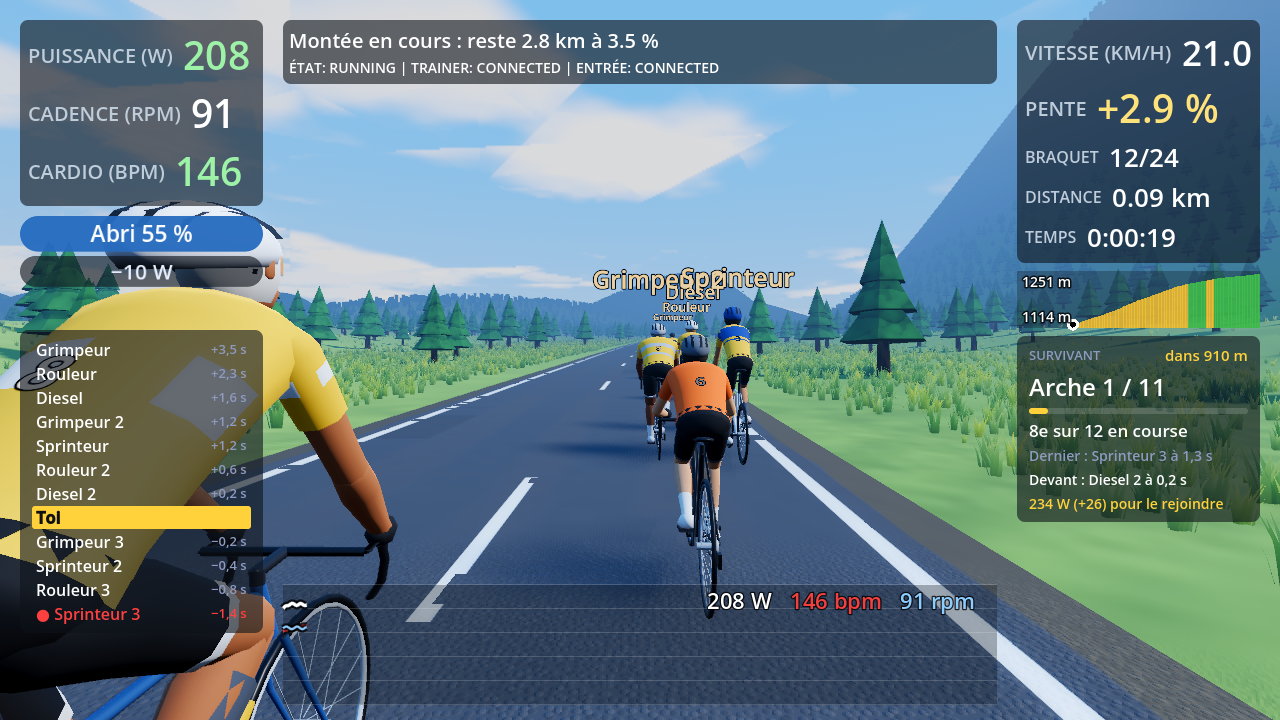 PUISSANCE (W) 208
CADENCE (RPM) 91
CARDIO (BPM) 146
Abri 55 %
−10 W
Montée en cours : reste 2.8 km à 3.5 %
ÉTAT: RUNNING | TRAINER: CONNECTED | ENTRÉE: CONNECTED
VITESSE (KM/H) 21.0
PENTE +2.9 %
BRAQUET 12/24
DISTANCE 0.09 km
TEMPS 0:00:19
1251 m
1114 m
SURVIVANT dans 910 m
Arche 1 / 11
8e sur 12 en course
Dernier : Sprinteur 3 à 1,3 s
Devant : Diesel 2 à 0,2 s
234 W (+26) pour le rejoindre
Grimpeur +3,5 s
Rouleur +2,3 s
Diesel +1,6 s
Grimpeur 2 +1,2 s
Sprinteur +1,2 s
Rouleur 2 +0,6 s
Diesel 2 +0,2 s
Toi
Grimpeur 3 −0,2 s
Sprinteur 2 −0,4 s
Rouleur 3 −0,8 s
Sprinteur 3 −1,4 s
Sprinteur
Diesel
Rouleur
Grimpeur
208 W 146 bpm 91 rpm